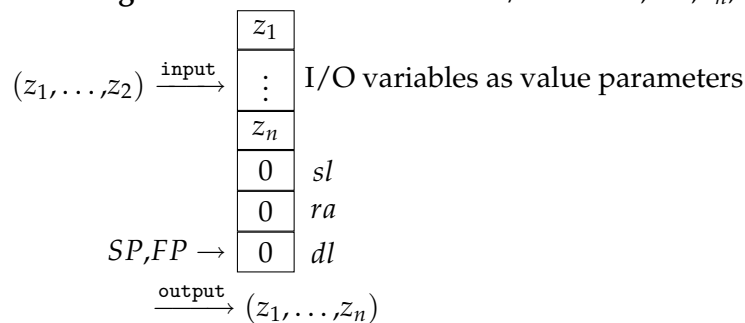 z₁
(z₁,…,z₂) input → ⋮ I/O variables as value parameters
zₙ
0 sl
0 ra
SP,FP → 0 dl
output → (z₁,…,zₙ)